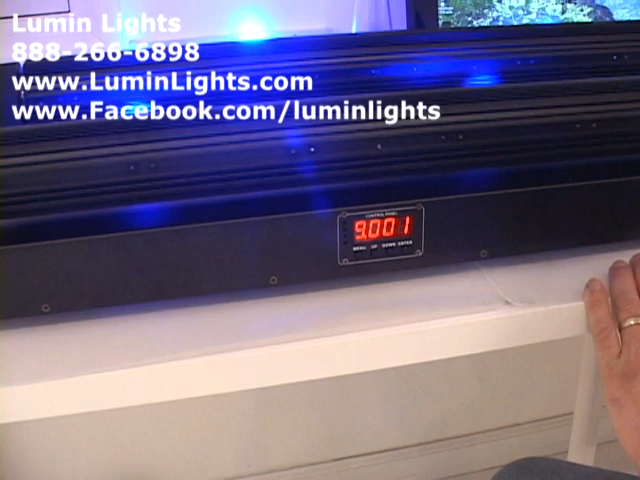 Lumin Lights
888-266-6898
www.LuminLights.com
www.Facebook.com/luminlights
CONTROL PANEL
9.001
MENU UP DOWN ENTER